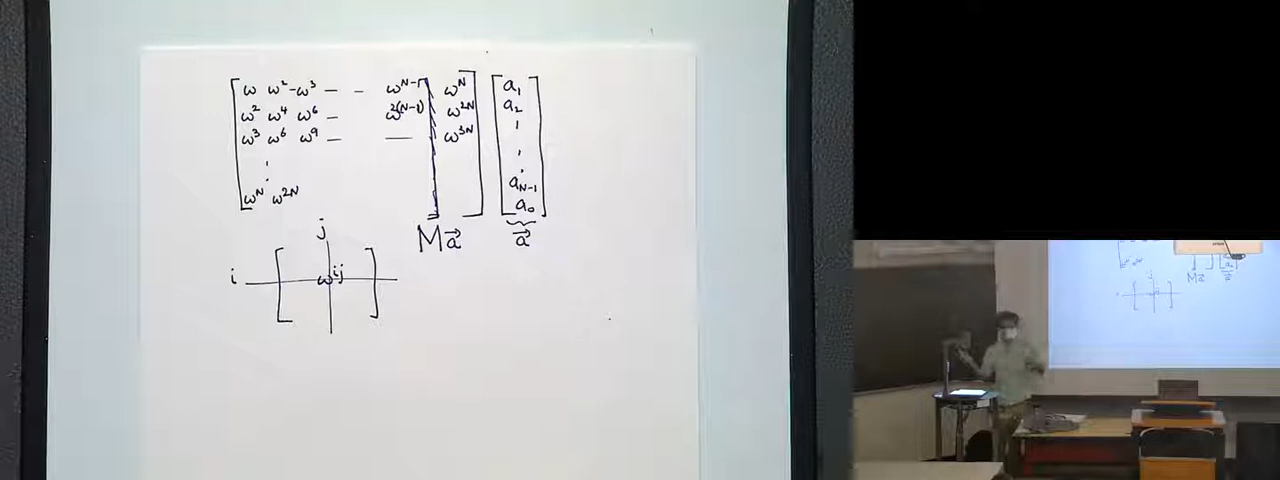 ω ω² - ω³ — - ω^{N-1} ω^N a₁
ω² ω⁴ ω⁶ — ω^{2(N-1)} ω^{2N} a₂
ω³ ω⁶ ω⁹ — — ω^{3N}
a_{N-1}
ω^N ω^{2N} a₀
j M a⃗ a⃗
i ω^{ij}